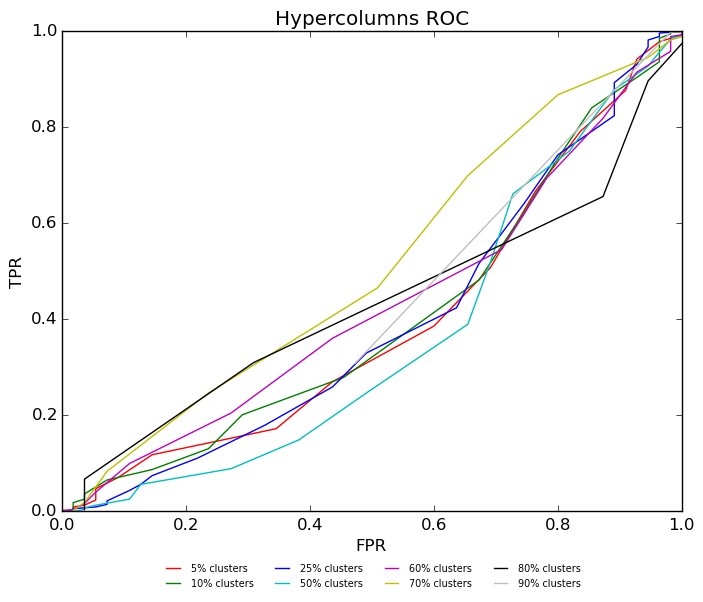 Hypercolumns ROC
1.0
0.8
0.6
0.4
0.2
0.0
TPR
0.0 0.2 0.4 0.6 0.8 1.0
FPR
5% clusters 25% clusters 60% clusters 80% clusters
10% clusters 50% clusters 70% clusters 90% clusters